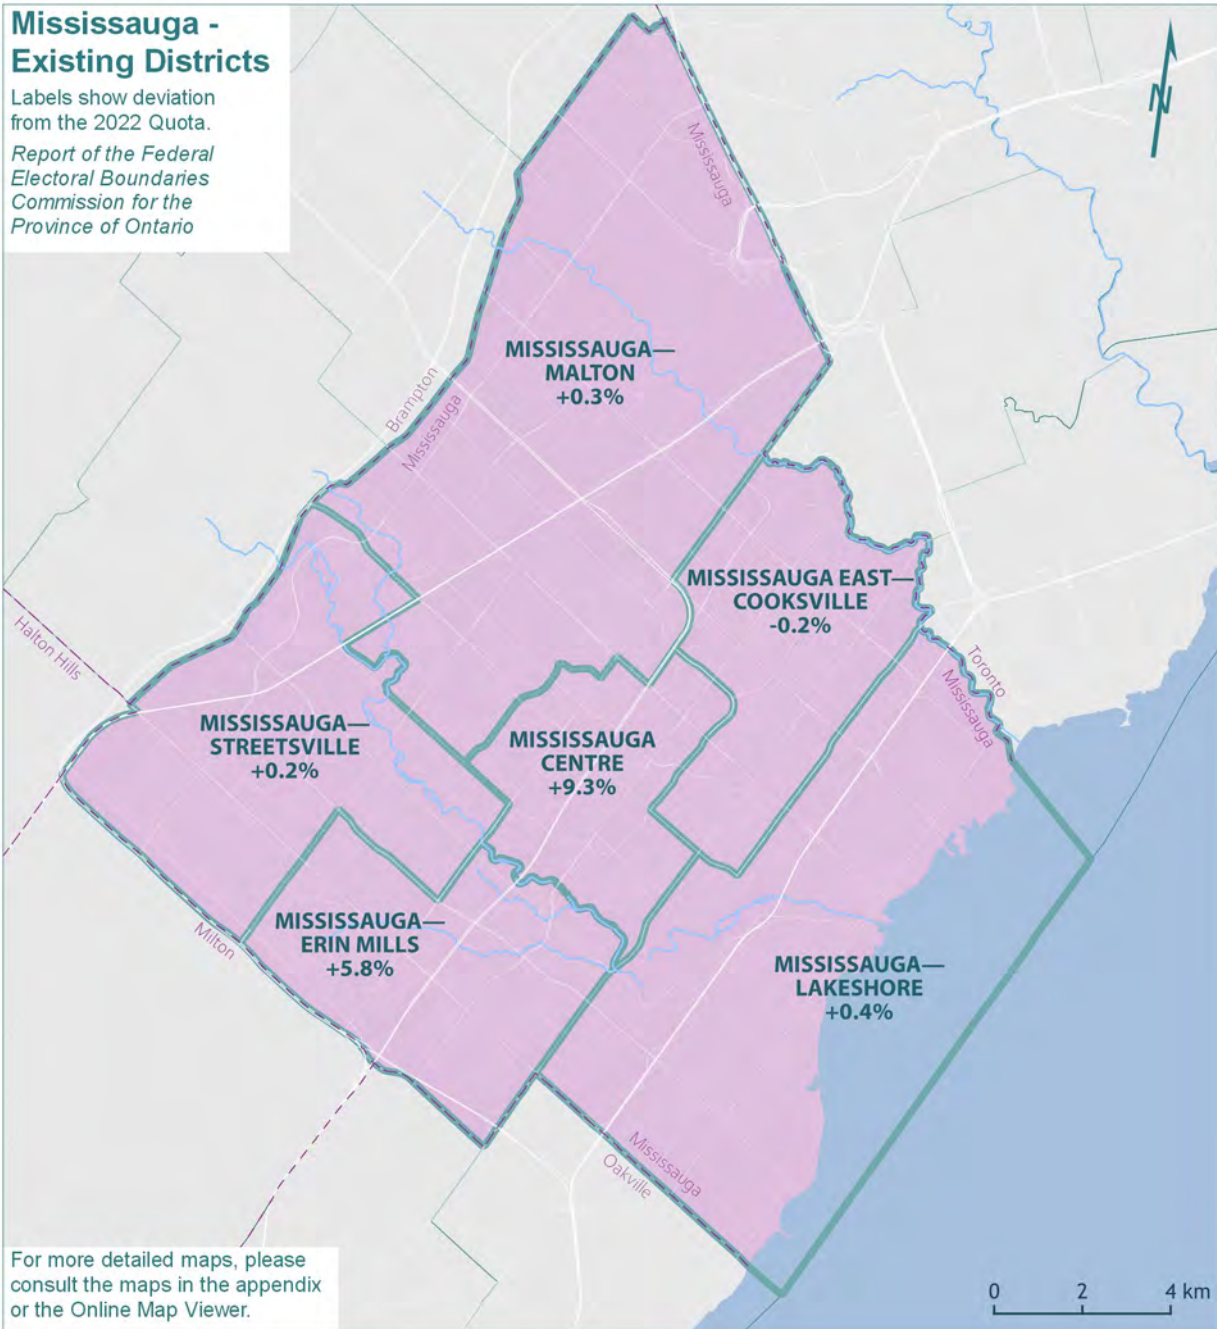 Mississauga -
Existing Districts
Labels show deviation
from the 2022 Quota.
Report of the Federal
Electoral Boundaries
Commission for the
Province of Ontario
N
Mississauga
MISSISSAUGA—
MALTON
+0.3%
Brampton
Mississauga
MISSISSAUGA EAST—
COOKSVILLE
-0.2%
Halton Hills
Toronto
Mississauga
MISSISSAUGA—
STREETSVILLE
+0.2%
MISSISSAUGA
CENTRE
+9.3%
MISSISSAUGA—
ERIN MILLS
+5.8%
Milton
MISSISSAUGA—
LAKESHORE
+0.4%
Mississauga
Oakville
For more detailed maps, please
consult the maps in the appendix
or the Online Map Viewer.
0 2 4 km